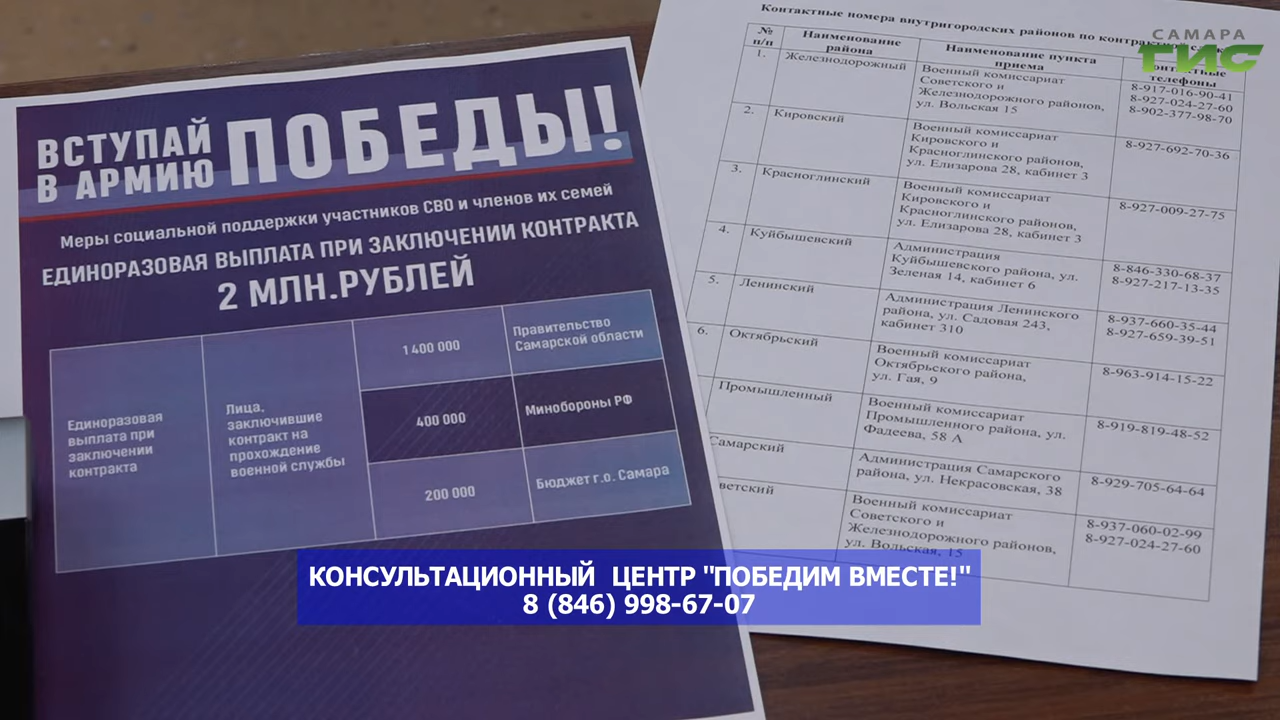 ВСТУПАЙ
В АРМИЮ
ПОБЕДЫ!
Меры социальной поддержки участников СВО и членов их семей
ЕДИНОРАЗОВАЯ ВЫПЛАТА ПРИ ЗАКЛЮЧЕНИИ КОНТРАКТА
2 МЛН.РУБЛЕЙ
Единоразовая
выплата при
заключении
контракта
Лица,
заключившие
контракт на
прохождение
военной службы
1 400 000
Правительство
Самарской области
400 000
Минобороны РФ
200 000
Бюджет г.о. Самара
Контактные номера внутригородских районов по
№
п/п
Наименование
района
Наименование пункта
приема
телефоны
1.
Железнодорожный
Военный комиссариат
Советского и
Железнодорожного районов,
ул. Вольская 15
8-917-016-90-41
8-927-024-27-60
8-902-377-98-70
2.
Кировский
Военный комиссариат
Кировского и
Красноглинского районов,
ул. Елизарова 28, кабинет 3
8-927-692-70-36
3.
Красноглинский
Военный комиссариат
Кировского и
Красноглинского районов,
ул. Елизарова 28, кабинет 3
8-927-009-27-75
4.
Куйбышевский
Администрация
Куйбышевского района, ул.
Зеленая 14, кабинет 6
8-846-330-68-37
8-927-217-13-35
5.
Ленинский
Администрация Ленинского
района, ул. Садовая 243,
кабинет 310
8-937-660-35-44
8-927-659-39-51
6.
Октябрьский
Военный комиссариат
Октябрьского района,
ул. Гая, 9
8-963-914-15-22
Промышленный
Военный комиссариат
Промышленного района, ул.
Фадеева, 58 А
8-919-819-48-52
Самарский
Администрация Самарского
района, ул. Некрасовская, 38
8-929-705-64-64
ветский
Военный комиссариат
Советского и
Железнодорожного районов,
ул. Вольская, 15
8-937-060-02-99
8-927-024-27-60
САМАРА
ГИС
КОНСУЛЬТАЦИОННЫЙ ЦЕНТР "ПОБЕДИМ ВМЕСТЕ!"
8 (846) 998-67-07